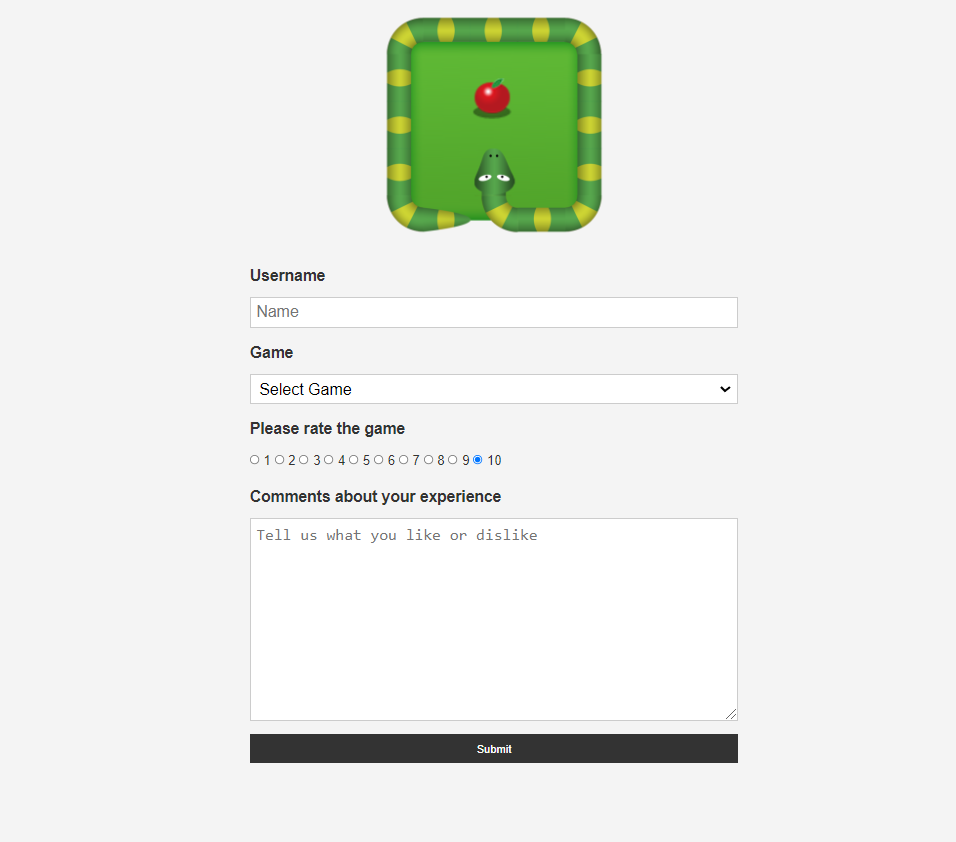 Username
Name
Game
Select Game
Please rate the game
1 2 3 4 5 6 7 8 9 10
Comments about your experience
Tell us what you like or dislike
Submit